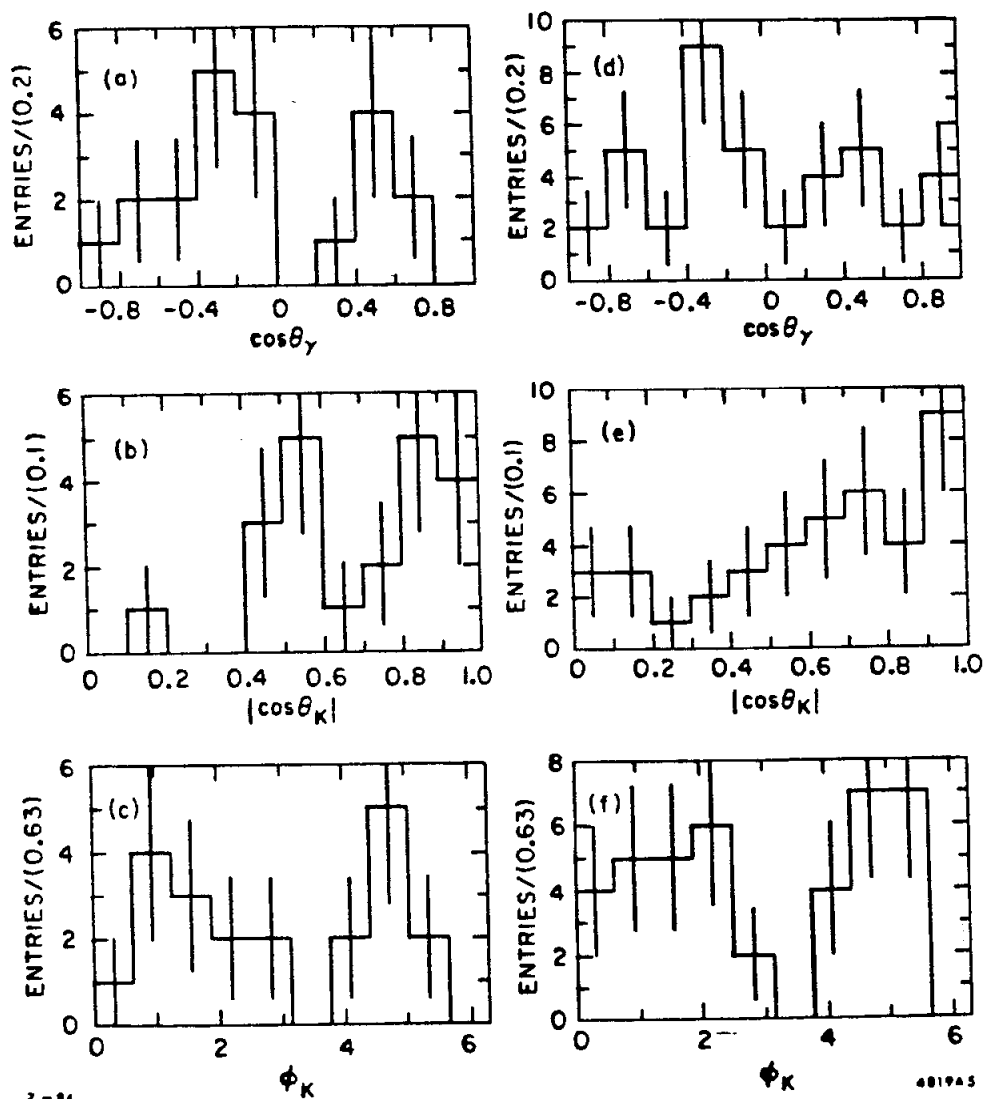 (a)
ENTRIES/(0.2)
6
4
2
0
-0.8 -0.4 0 0.4 0.8
cosθγ
(d)
ENTRIES/(0.2)
10
8
6
4
2
0
-0.8 -0.4 0 0.4 0.8
cosθγ
(b)
ENTRIES/(0.1)
6
4
2
0
0 0.2 0.4 0.6 0.8 1.0
|cosθK|
(e)
ENTRIES/(0.1)
10
8
6
4
2
0
0 0.2 0.4 0.6 0.8 1.0
|cosθK|
(c)
ENTRIES/(0.63)
6
4
2
0
0 2 4 6
ϕK
(f)
ENTRIES/(0.63)
8
6
4
2
0
0 2 4 6
ϕK
4819A5